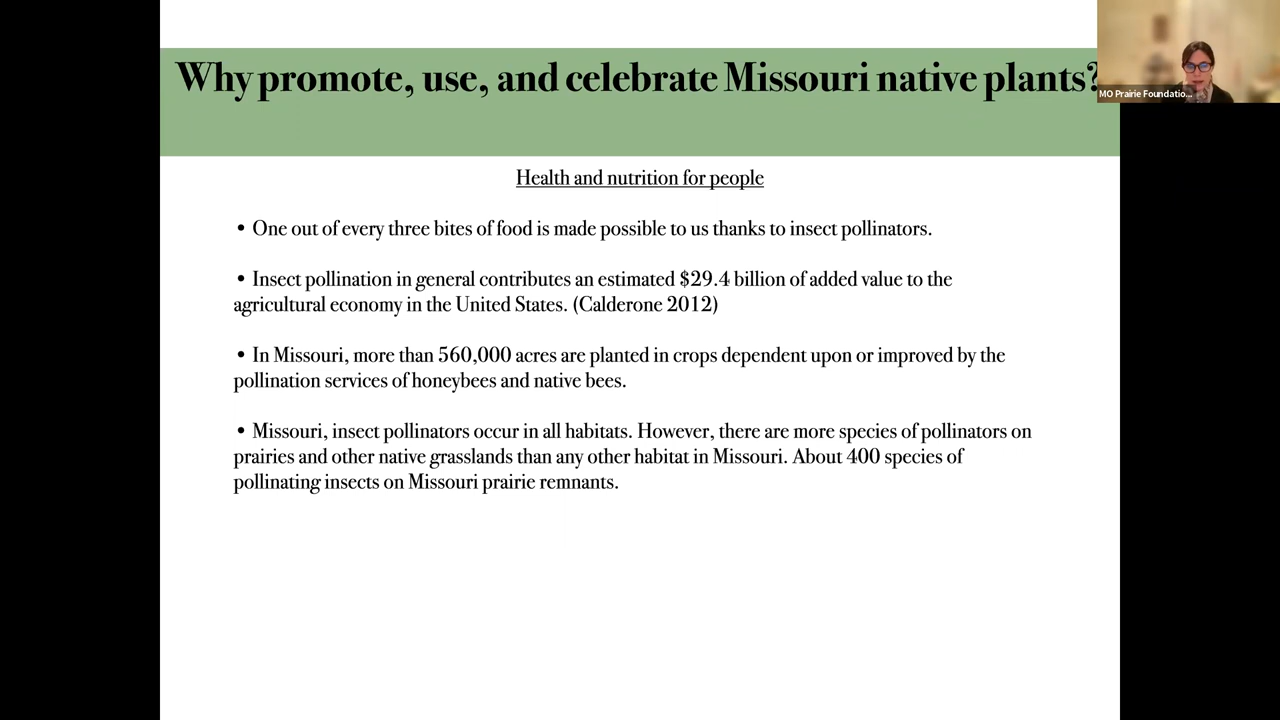 Why promote, use, and celebrate Missouri native plants?
MO Prairie Foundatio...
Health and nutrition for people
• One out of every three bites of food is made possible to us thanks to insect pollinators.
• Insect pollination in general contributes an estimated $29.4 billion of added value to the
agricultural economy in the United States. (Calderone 2012)
• In Missouri, more than 560,000 acres are planted in crops dependent upon or improved by the
pollination services of honeybees and native bees.
• Missouri, insect pollinators occur in all habitats. However, there are more species of pollinators on
prairies and other native grasslands than any other habitat in Missouri. About 400 species of
pollinating insects on Missouri prairie remnants.